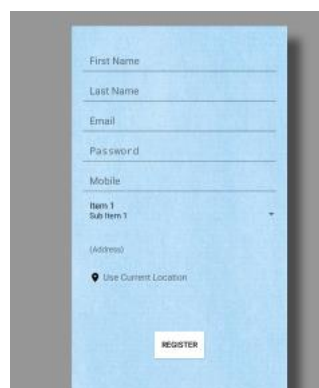 First Name
Last Name
Email
Password
Mobile
Item 1
Sub Item 1
(Address)
Use Current Location
REGISTER